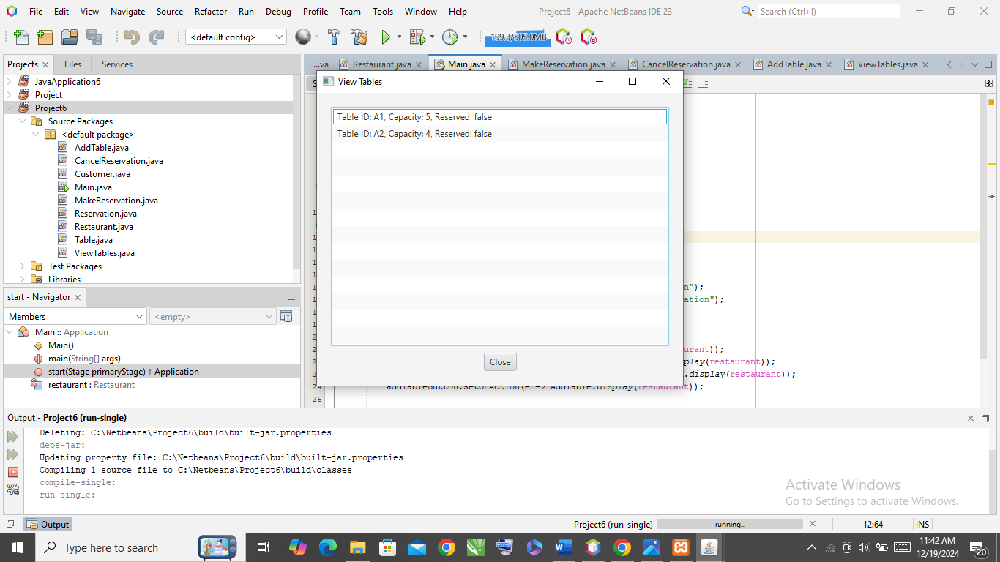 File Edit View Navigate Source Refactor Run Debug Profile Team Tools Window Help
Project6 - Apache NetBeans IDE 23
Search (Ctrl+I)
<default config>
199.3/505.0MB
Projects
Files
Services
...va
Restaurant.java
Main.java
MakeReservation.java
CancelReservation.java
AddTable.java
ViewTables.java
JavaApplication6
Project
Project6
Source Packages
<default package>
AddTable.java
CancelReservation.java
Customer.java
Main.java
MakeReservation.java
Reservation.java
Restaurant.java
Table.java
ViewTables.java
Test Packages
Libraries
start - Navigator
Members
<empty>
Main :: Application
Main()
main(String[] args)
start(Stage primaryStage) ↑ Application
restaurant : Restaurant
View Tables
Table ID: A1, Capacity: 5, Reserved: false
Table ID: A2, Capacity: 4, Reserved: false
Close
n");
ation");
urant));
play(restaurant));
.display(restaurant));
24 addTableButton.setOnAction(e -> AddTable.display(restaurant));
25
Output - Project6 (run-single)
Deleting: C:\Netbeans\Project6\build\built-jar.properties
deps-jar:
Updating property file: C:\Netbeans\Project6\build\built-jar.properties
Compiling 1 source file to C:\Netbeans\Project6\build\classes
compile-single:
run-single:
Activate Windows
Go to Settings to activate Windows.
Output
Project6 (run-single)
running...
12:64
INS
Type here to search
11:42 AM
12/19/2024
20